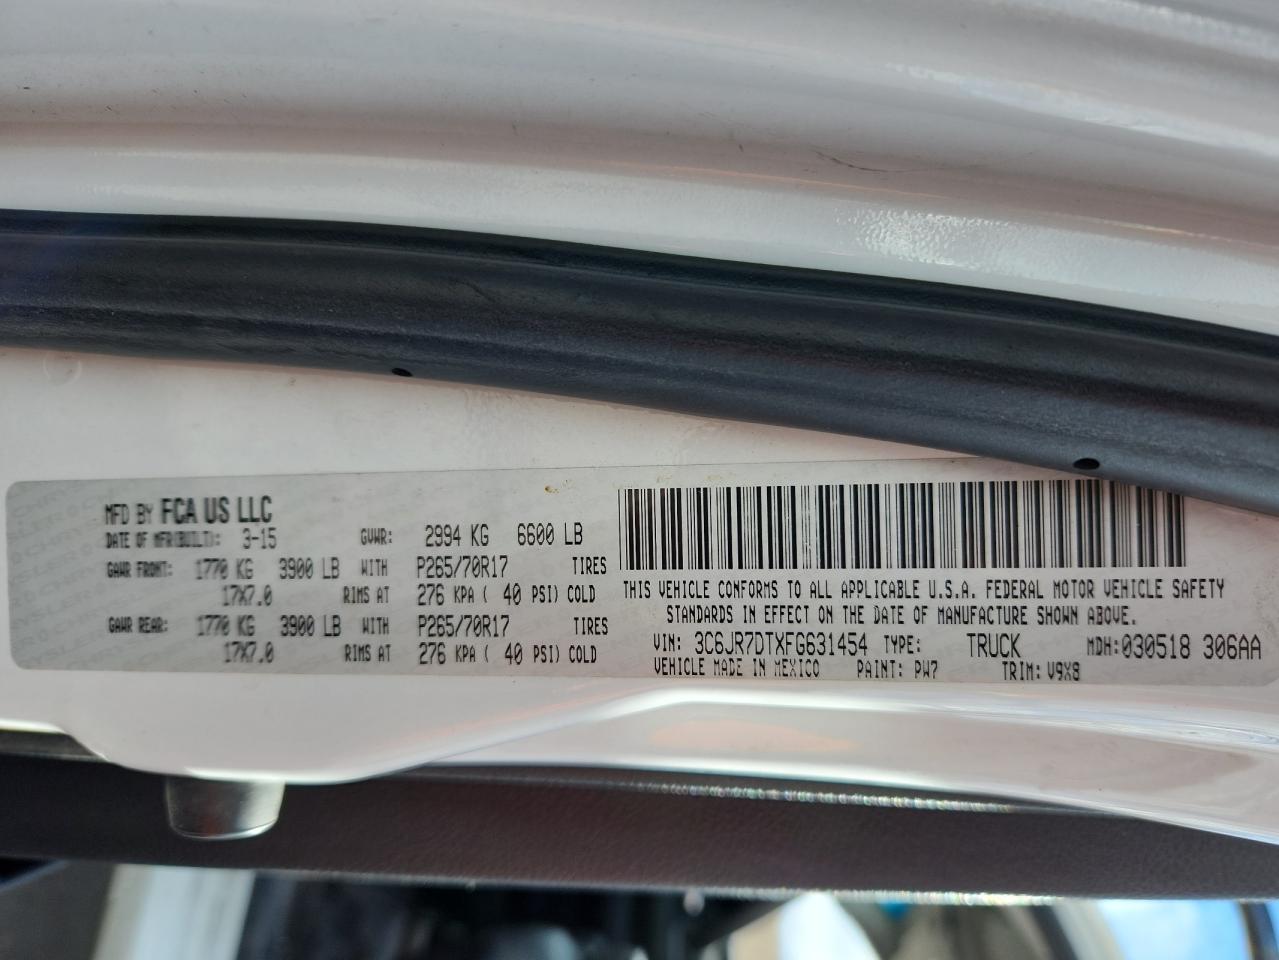 MFD BY FCA US LLC
DATE OF MFR(BUILT): 3-15 GVWR: 2994 KG 6600 LB
GAWR FRONT: 1770 KG 3900 LB WITH P265/70R17 TIRES
17X7.0 RIMS AT 276 KPA ( 40 PSI) COLD
GAWR REAR: 1770 KG 3900 LB WITH P265/70R17 TIRES
17X7.0 RIMS AT 276 KPA ( 40 PSI) COLD
THIS VEHICLE CONFORMS TO ALL APPLICABLE U.S.A. FEDERAL MOTOR VEHICLE SAFETY
STANDARDS IN EFFECT ON THE DATE OF MANUFACTURE SHOWN ABOVE.
VIN: 3C6JR7DTXFG631454 TYPE: TRUCK MDH:030518 306AA
VEHICLE MADE IN MEXICO PAINT: PW7 TRIM: V9X8